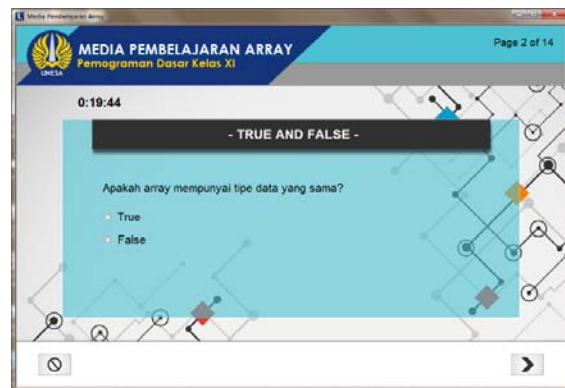 Media Pembelajaran Array
MEDIA PEMBELAJARAN ARRAY
Pemograman Dasar Kelas XI
UNESA
Page 2 of 14
0:19:44
- TRUE AND FALSE -
Apakah array mempunyai tipe data yang sama?
True
False